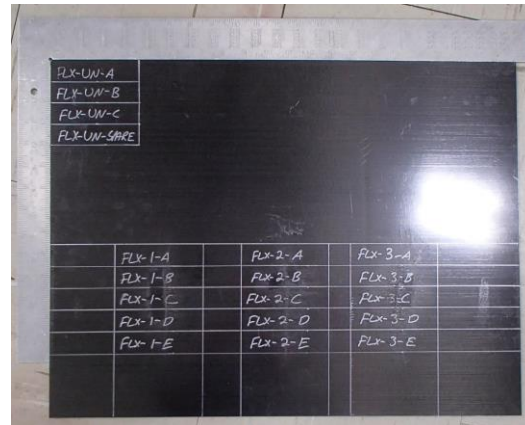 FLX-UN-A
FLX-UN-B
FLX-UN-C
FLX-UN-SPARE
FLX-1-A FLX-2-A FLX-3-A
FLX-1-B FLX-2-B FLX-3-B
FLX-1-C FLX-2-C FLX-3-C
FLX-1-D FLX-2-D FLX-3-D
FLX-1-E FLX-2-E FLX-3-E